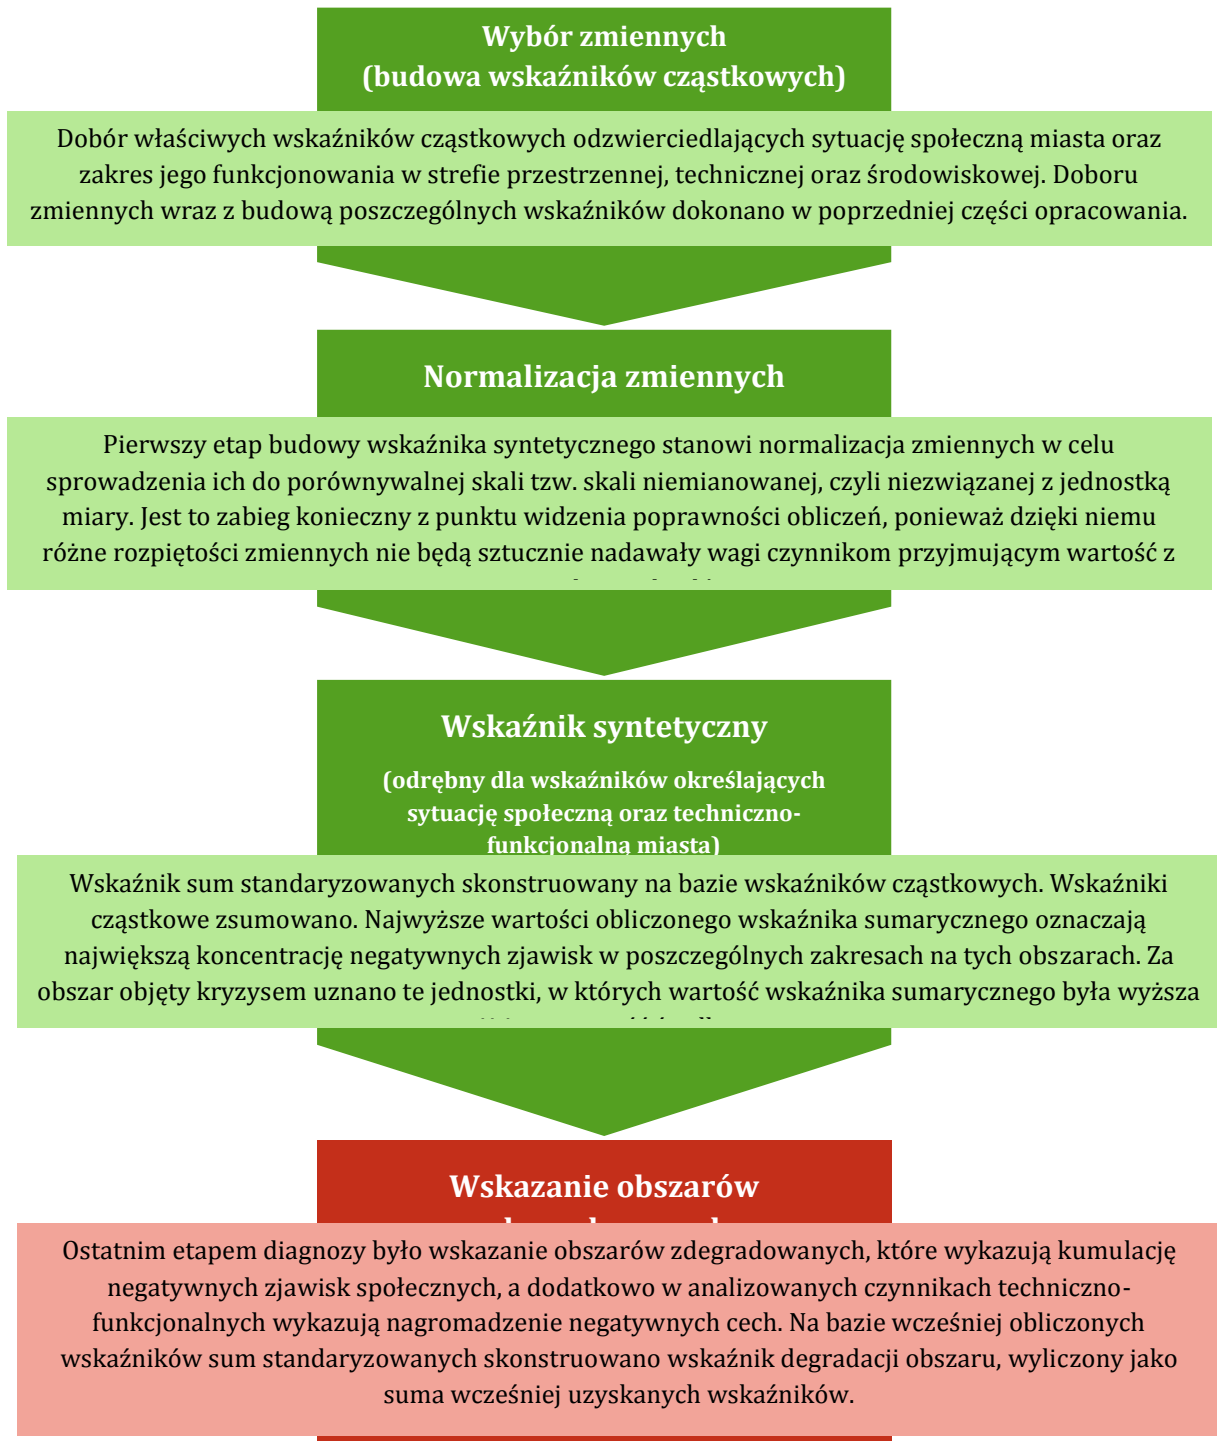 Wybór zmiennych
(budowa wskaźników cząstkowych)
Dobór właściwych wskaźników cząstkowych odzwierciedlających sytuację społeczną miasta oraz
zakres jego funkcjonowania w strefie przestrzennej, technicznej oraz środowiskowej. Doboru
zmiennych wraz z budową poszczególnych wskaźników dokonano w poprzedniej części opracowania.
Normalizacja zmiennych
Pierwszy etap budowy wskaźnika syntetycznego stanowi normalizacja zmiennych w celu
sprowadzenia ich do porównywalnej skali tzw. skali niemianowanej, czyli niezwiązanej z jednostką
miary. Jest to zabieg konieczny z punktu widzenia poprawności obliczeń, ponieważ dzięki niemu
różne rozpiętości zmiennych nie będą sztucznie nadawały wagi czynnikom przyjmującym wartość z
Wskaźnik syntetyczny
(odrębny dla wskaźników określających
sytuację społeczną oraz techniczno-
funkcjonalną miasta)
Wskaźnik sum standaryzowanych skonstruowany na bazie wskaźników cząstkowych. Wskaźniki
cząstkowe zsumowano. Najwyższe wartości obliczonego wskaźnika sumarycznego oznaczają
największą koncentrację negatywnych zjawisk w poszczególnych zakresach na tych obszarach. Za
obszar objęty kryzysem uznano te jednostki, w których wartość wskaźnika sumarycznego była wyższa
Wskazanie obszarów
Ostatnim etapem diagnozy było wskazanie obszarów zdegradowanych, które wykazują kumulację
negatywnych zjawisk społecznych, a dodatkowo w analizowanych czynnikach techniczno-
funkcjonalnych wykazują nagromadzenie negatywnych cech. Na bazie wcześniej obliczonych
wskaźników sum standaryzowanych skonstruowano wskaźnik degradacji obszaru, wyliczony jako
suma wcześniej uzyskanych wskaźników.